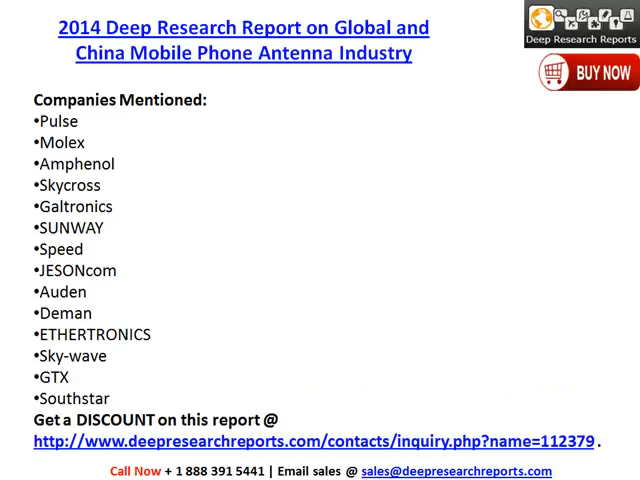 2014 Deep Research Report on Global and
China Mobile Phone Antenna Industry
Deep Research Reports
BUY NOW
Companies Mentioned:
•Pulse
•Molex
•Amphenol
•Skycross
•Galtronics
•SUNWAY
•Speed
•JESONcom
•Auden
•Deman
•ETHERTRONICS
•Sky-wave
•GTX
•Southstar
Get a DISCOUNT on this report @
http://www.deepresearchreports.com/contacts/inquiry.php?name=112379 .
Call Now + 1 888 391 5441 | Email sales @ sales@deepresearchreports.com